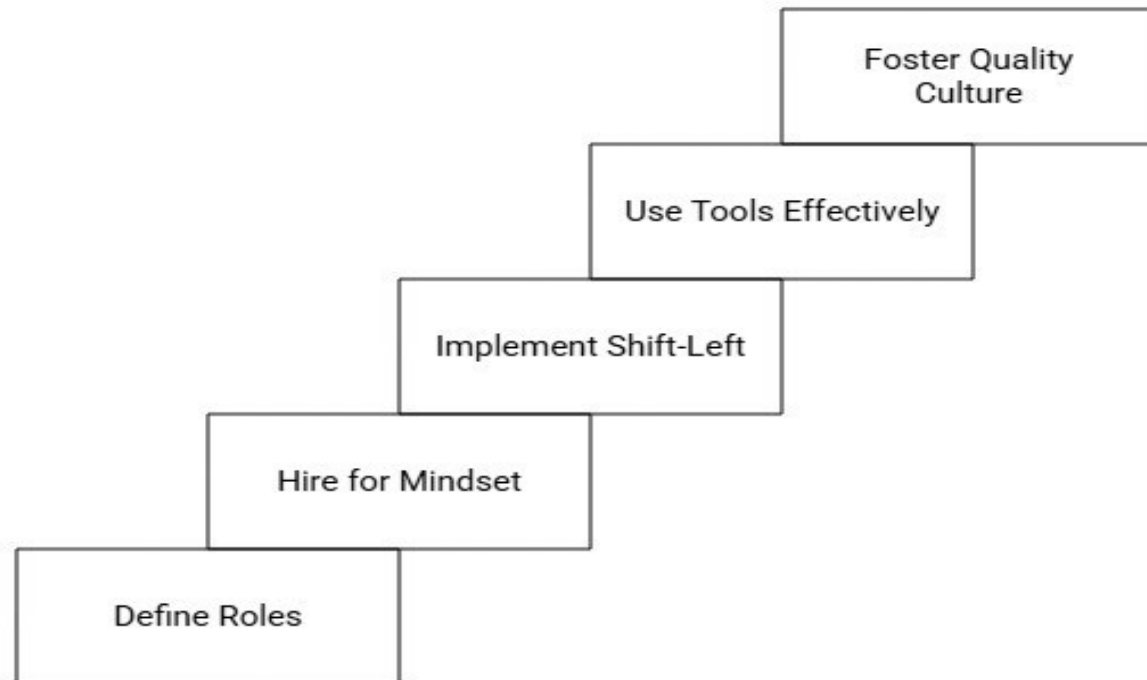 Foster Quality
Culture
Use Tools Effectively
Implement Shift-Left
Hire for Mindset
Define Roles